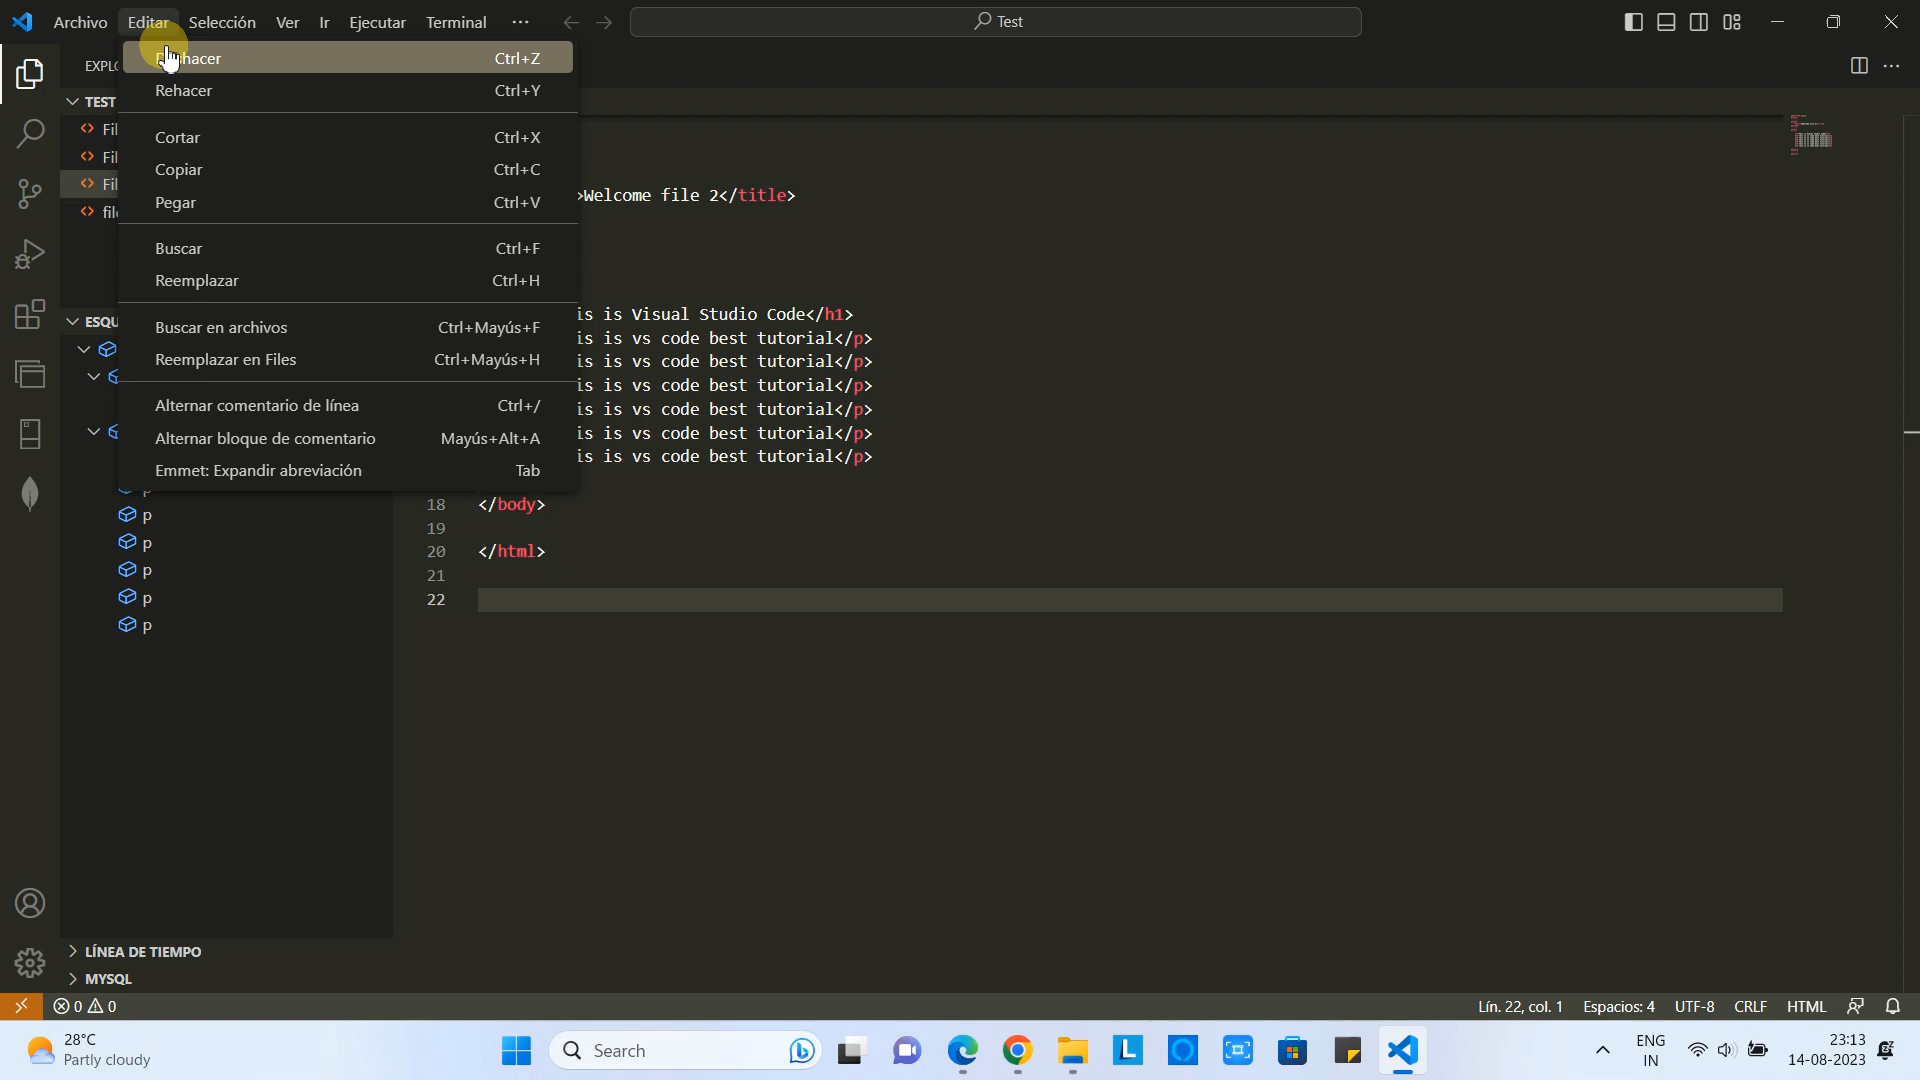 Archivo Editar Selección Ver Ir Ejecutar Terminal ··· Test
Ctrl+Z
Rehacer Ctrl+Y
Cortar Ctrl+X
Copiar Ctrl+C
Pegar Ctrl+V
Buscar Ctrl+F
Reemplazar Ctrl+H
Buscar en archivos Ctrl+Mayús+F
Reemplazar en Files Ctrl+Mayús+H
Alternar comentario de línea Ctrl+/
Alternar bloque de comentario Mayús+Alt+A
Emmet: Expandir abreviación Tab
EXPLO
TEST
Fil
Fil
Fil
file
ESQU
p
p
p
p
p
p
LÍNEA DE TIEMPO
MYSQL
>Welcome file 2</title>
is is Visual Studio Code</h1>
is is vs code best tutorial</p>
is is vs code best tutorial</p>
is is vs code best tutorial</p>
is is vs code best tutorial</p>
is is vs code best tutorial</p>
is is vs code best tutorial</p>
18 </body>
19
20 </html>
21
22
0 0 Lín. 22, col. 1 Espacios: 4 UTF-8 CRLF HTML
28°C
Partly cloudy
Search
L
ENG
IN
23:13
14-08-2023